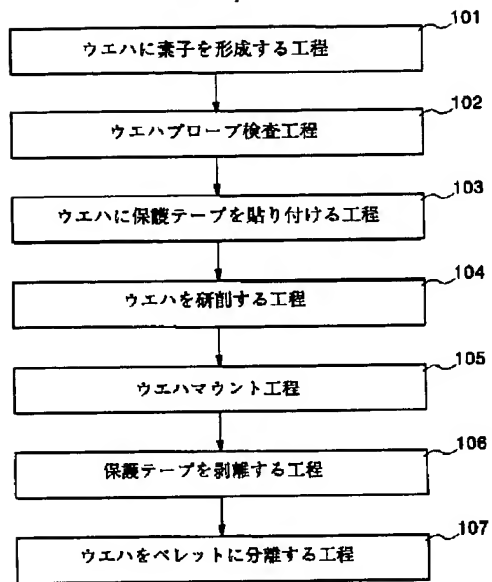 101
ウエハに素子を形成する工程
102
ウエハプローブ検査工程
103
ウエハに保護テープを貼り付ける工程
104
ウエハを研削する工程
105
ウエハマウント工程
106
保護テープを剥離する工程
107
ウエハをペレットに分離する工程